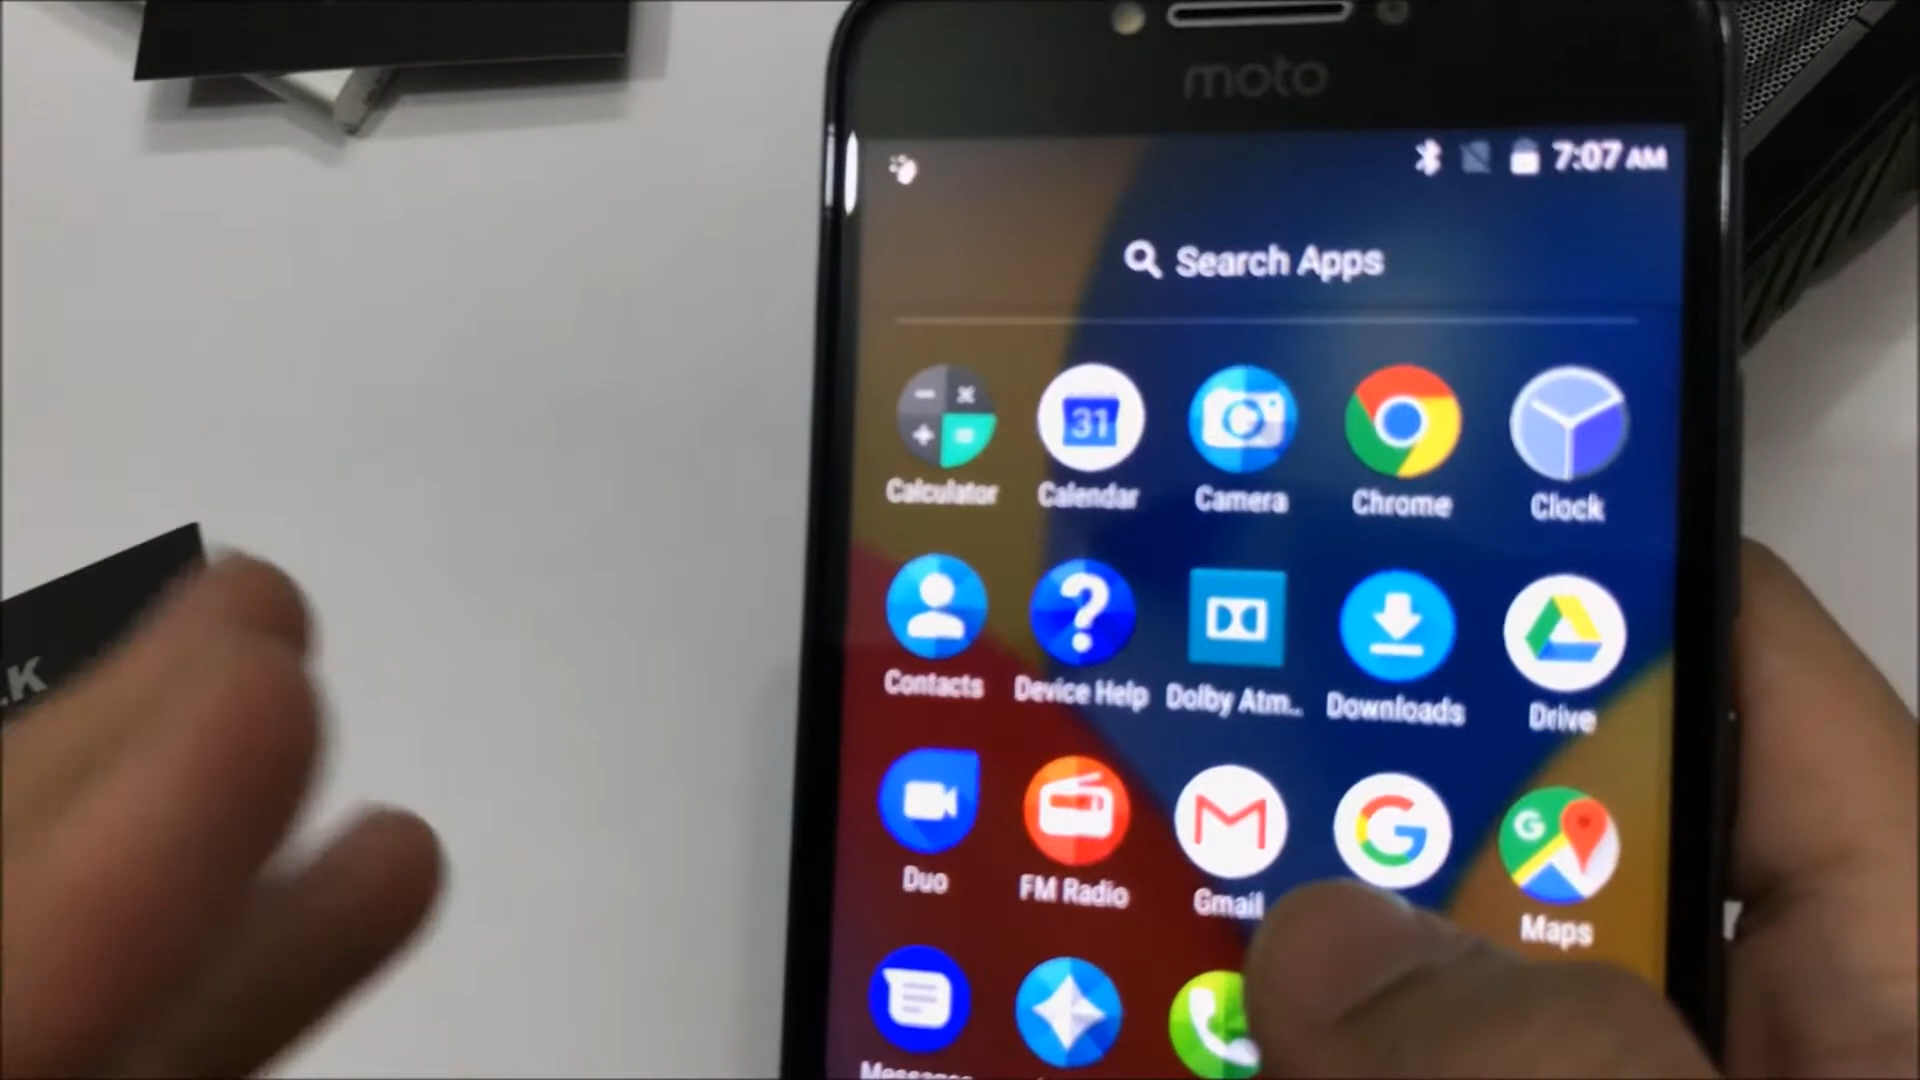 moto
7:07 AM
Search Apps
31
Calculator Calendar Camera Chrome Clock
Contacts Device Help Dolby Atm.. Downloads Drive
G
Duo FM Radio Gmail Maps
Messages
.K